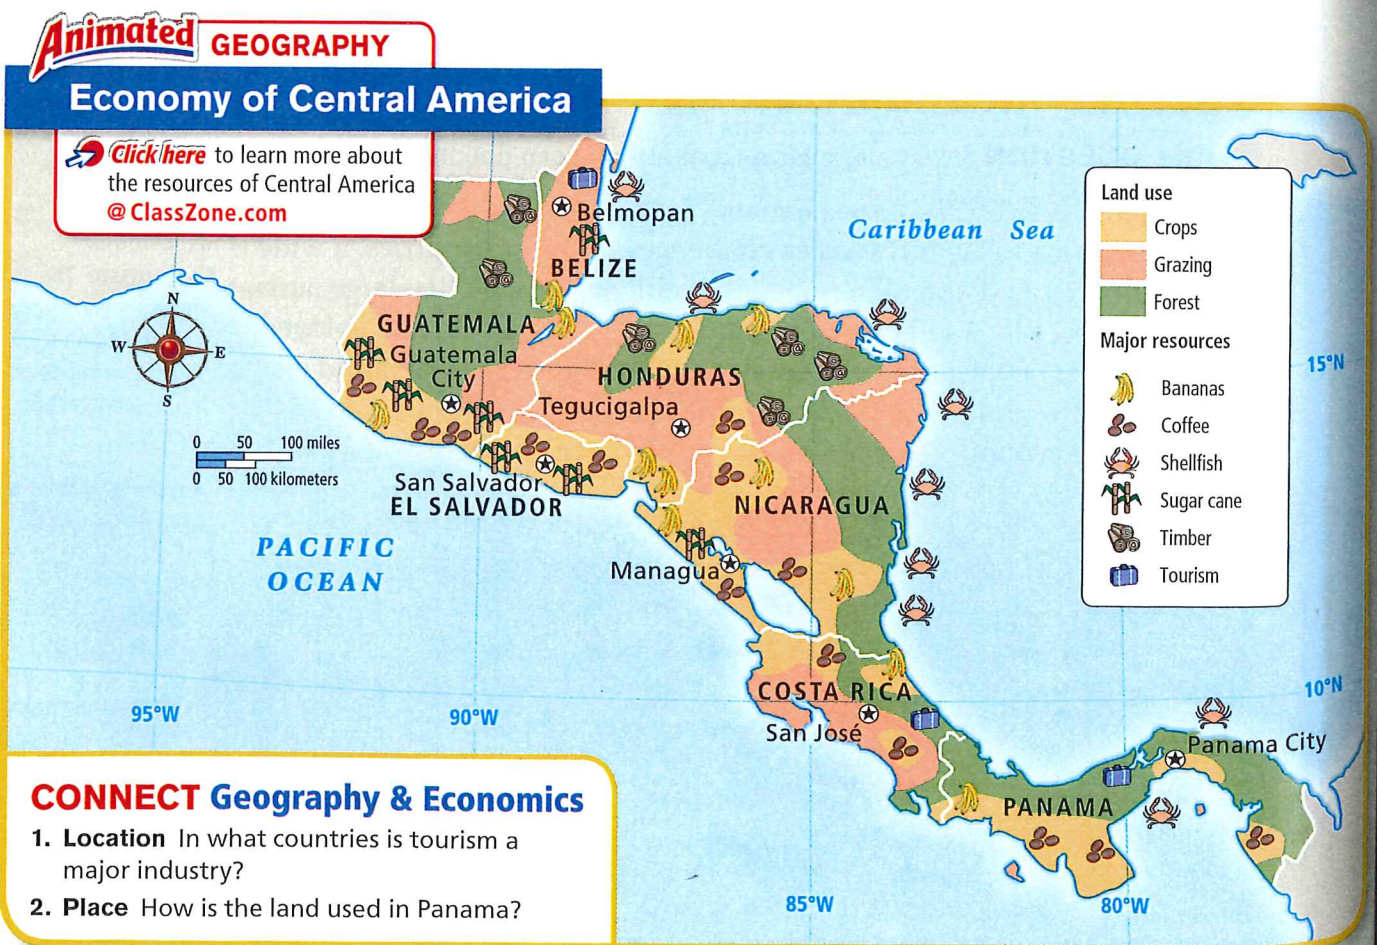 Animated GEOGRAPHY
Economy of Central America
Click here to learn more about
the resources of Central America
@ ClassZone.com
Belmopan
BELIZE
Caribbean Sea
GUATEMALA
Guatemala
City
HONDURAS
Tegucigalpa
San Salvador
EL SALVADOR
NICARAGUA
Managua
PACIFIC
OCEAN
COSTA RICA
San José
Panama City
PANAMA
N
W
E
S
0 50 100 miles
0 50 100 kilometers
15°N
10°N
95°W
90°W
85°W
80°W
Land use
Crops
Grazing
Forest
Major resources
Bananas
Coffee
Shellfish
Sugar cane
Timber
Tourism
CONNECT Geography & Economics
1. Location In what countries is tourism a
major industry?
2. Place How is the land used in Panama?